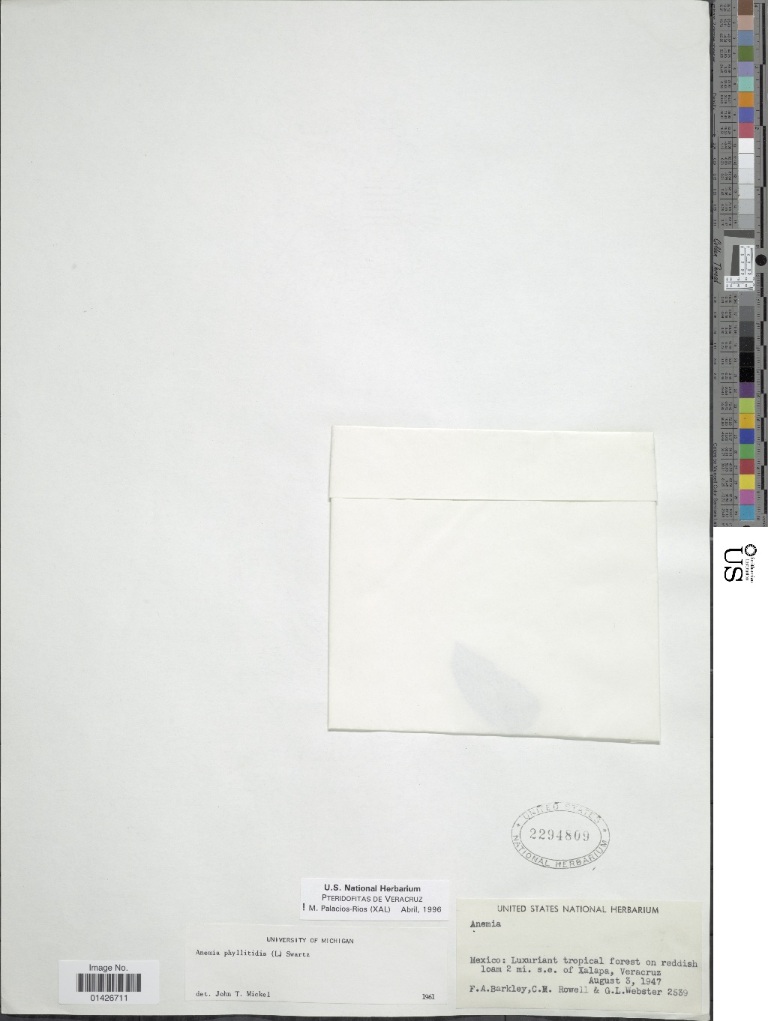 UNITED STATES
2294809
NATIONAL HERBARIUM
U.S. National Herbarium
PTERIDOFITAS DE VERACRUZ
! M. Palacios-Rios (XAL) Abril, 1996
UNITED STATES NATIONAL HERBARIUM
Anemia
Mexico: Luxuriant tropical forest on reddish
loam 2 mi. s.e. of Xalapa, Veracruz
August 3, 1947
F.A.Barkley, C.M. Rowell & G.L.Webster 2539
UNIVERSITY OF MICHIGAN
Anemia phyllitidis (L) Swartz
det. John T. Mickel 1961
Image No.
01426711
US